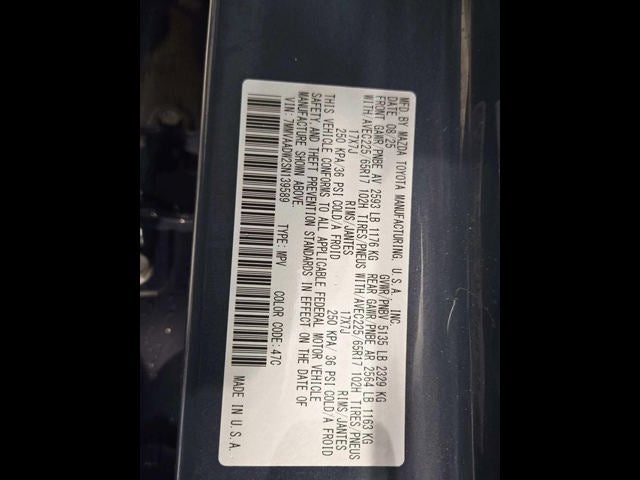 MFD BY MAZDA TOYOTA MANUFACTURING, U.S.A., INC.
DATE: 08/25 GVWR/PNBV 5135 LB 2329 KG
FRONT GAWR/PNBE AV 2593 LB 1176 KG REAR GAWR/PNBE AR 2564 LB 1163 KG
WITH/AVEC225/65R17 102H TIRES/PNEUS WITH/AVEC225/65R17 102H TIRES/PNEUS
17X7J RIMS/JANTES 17X7J RIMS/JANTES
250 KPA/36 PSI COLD/A FROID 250 KPA/36 PSI COLD/A FROID
THIS VEHICLE CONFORMS TO ALL APPLICABLE FEDERAL MOTOR VEHICLE
SAFETY AND THEFT PREVENTION STANDARDS IN EFFECT ON THE DATE OF
MANUFACTURE SHOWN ABOVE.
VIN: 7MMVAADW2SN139589 TYPE: MPV COLOR CODE: 47C
MADE IN U.S.A.